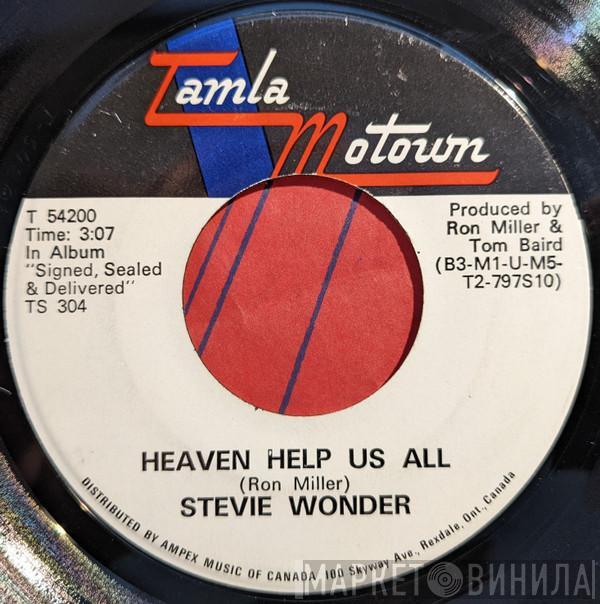 Tamla
Motown
T 54200
Time: 3:07
In Album
"Signed, Sealed
& Delivered"
TS 304
Produced by
Ron Miller &
Tom Baird
(B3-M1-U-M5-
T2-797S10)
HEAVEN HELP US ALL
(Ron Miller)
STEVIE WONDER
DISTRIBUTED BY AMPEX MUSIC OF CANADA 100 Skyway Ave., Rexdale, Ont., Canada
МАРКЕТ ВИНИЛА